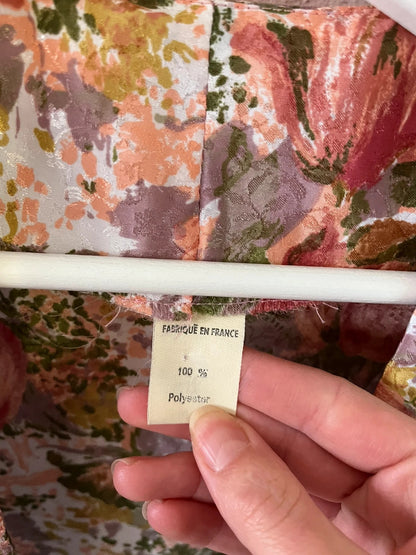 FABRIQUÉ EN FRANCE
100 %
Polyester